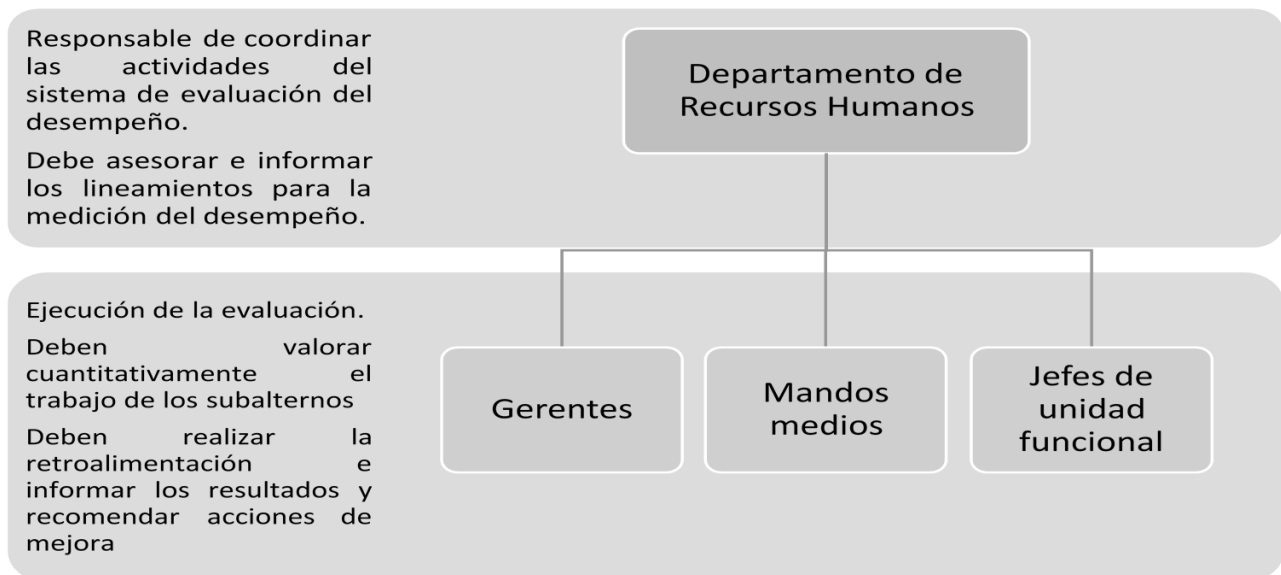 Responsable de coordinar
las actividades del
sistema de evaluación del
desempeño.
Debe asesorar e informar
los lineamientos para la
medición del desempeño.
Departamento de
Recursos Humanos
Ejecución de la evaluación.
Deben valorar
cuantitativamente el
trabajo de los subalternos
Deben realizar la
retroalimentación e
informar los resultados y
recomendar acciones de
mejora
Gerentes
Mandos
medios
Jefes de
unidad
funcional